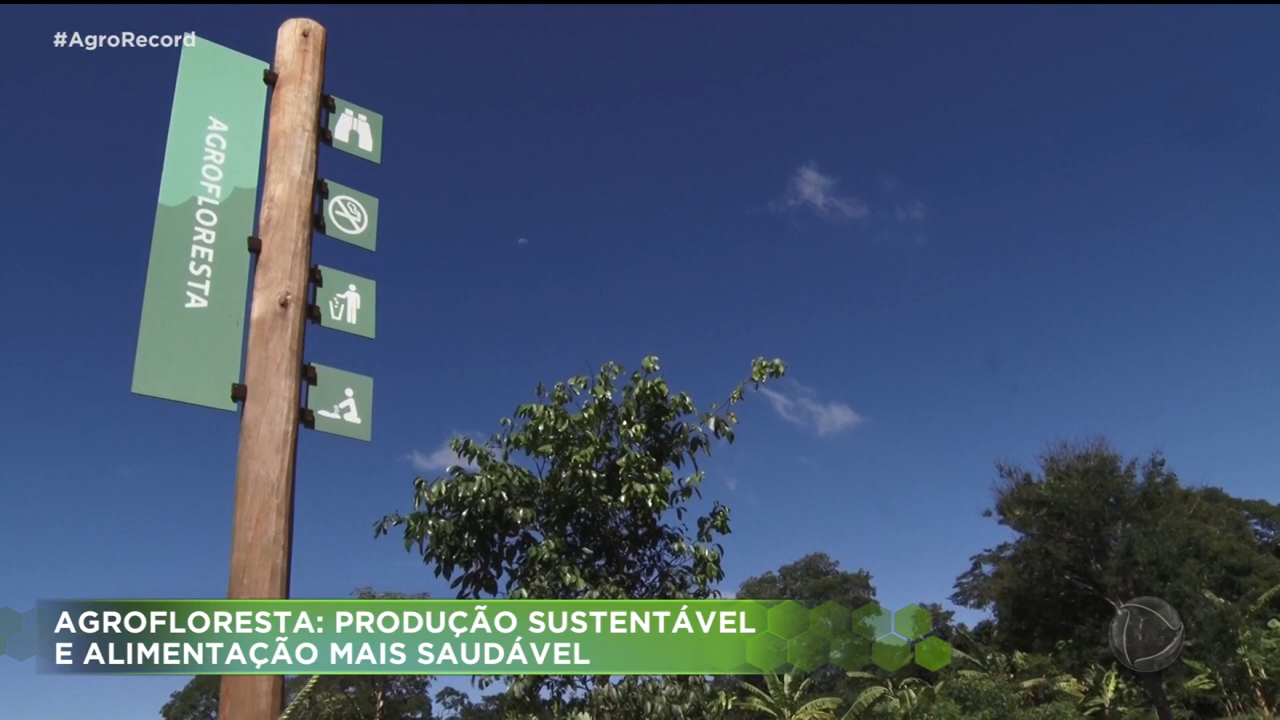 #AgroRecord
AGROFLORESTA
AGROFLORESTA: PRODUÇÃO SUSTENTÁVEL
E ALIMENTAÇÃO MAIS SAUDÁVEL